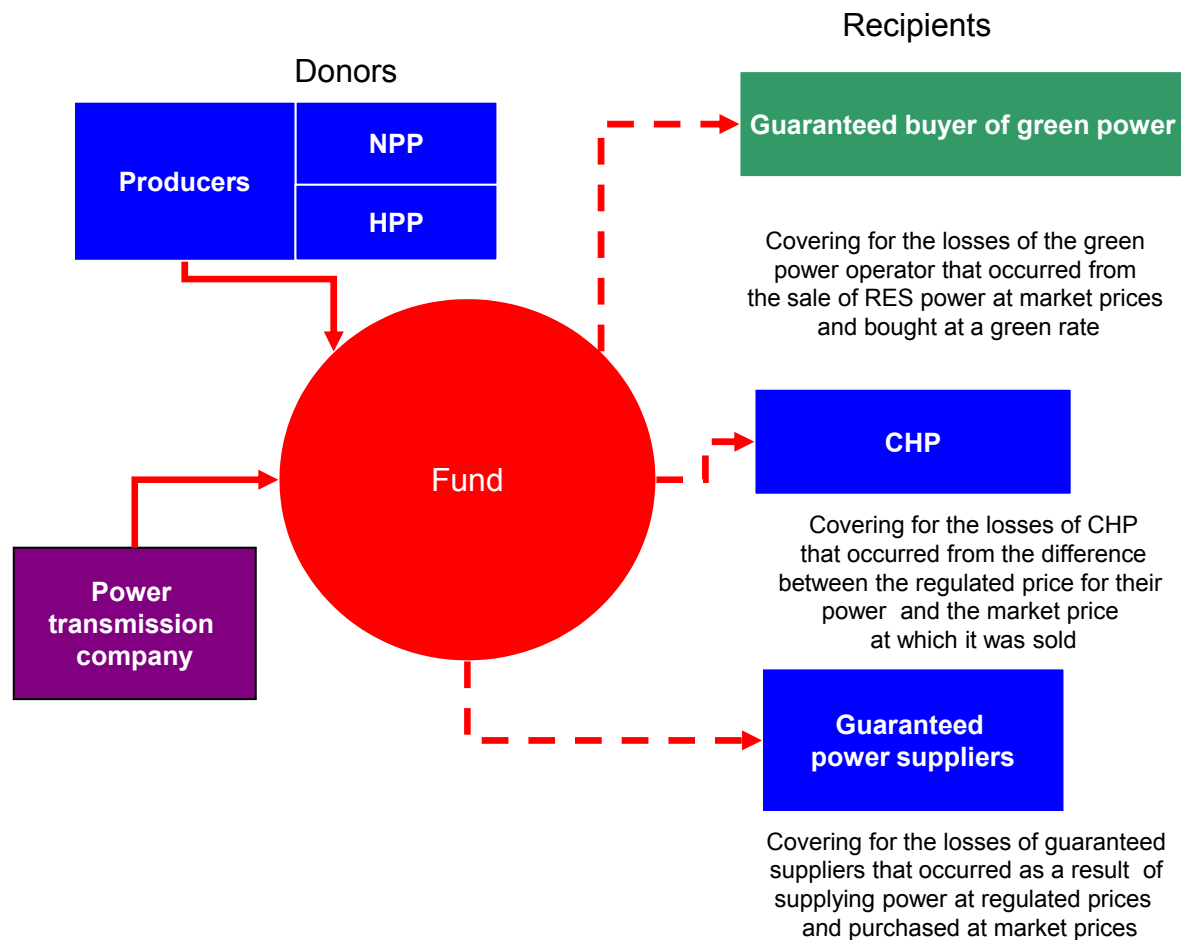 Donors
Producers
NPP
HPP
Power
transmission
company
Fund
Recipients
Guaranteed buyer of green power
Covering for the losses of the green
power operator that occurred from
the sale of RES power at market prices
and bought at a green rate
CHP
Covering for the losses of CHP
that occurred from the difference
between the regulated price for their
power and the market price
at which it was sold
Guaranteed
power suppliers
Covering for the losses of guaranteed
suppliers that occurred as a result of
supplying power at regulated prices
and purchased at market prices